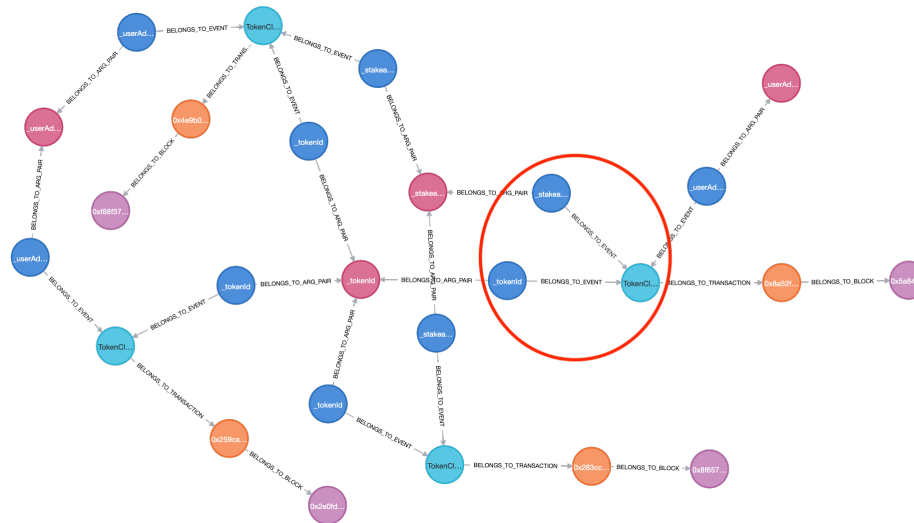 _userAd...
BELONGS_TO_EVENT
TokenCl...
BELONGS_TO_ARG_PAIR
BELONGS_TO_TRANS...
BELONGS_TO_EVENT
_stakea...
_userAd...
_userAd...
0x4e9b0...
BELONGS_TO_EVENT
_tokenId
BELONGS_TO_ARG_PAIR
BELONGS_TO_BLOCK
BELONGS_TO_ARG_PAIR
BELONGS_TO_ARG_PAIR
_stakea...
BELONGS_TO_ARG_PAIR
_stakea...
_userAd...
0xf88f37...
BELONGS_TO_ARG_PAIR
BELONGS_TO_EVENT
BELONGS_TO_EVENT
_userAd...
_tokenId
BELONGS_TO_ARG_PAIR
_tokenId
BELONGS_TO_ARG_PAIR
BELONGS_TO_ARG_PAIR
_tokenId
BELONGS_TO_EVENT
TokenCl...
BELONGS_TO_TRANSACTION
0x8a52f...
BELONGS_TO_BLOCK
0x5a84
BELONGS_TO_EVENT
BELONGS_TO_EVENT
TokenCl...
BELONGS_TO_ARG_PAIR
_stakea...
BELONGS_TO_TRANSACTION
_tokenId
BELONGS_TO_EVENT
BELONGS_TO_EVENT
0x259ca...
TokenCl...
BELONGS_TO_TRANSACTION
0x283cc...
BELONGS_TO_BLOCK
0x8f657...
BELONGS_TO_BLOCK
0x2e0fd...